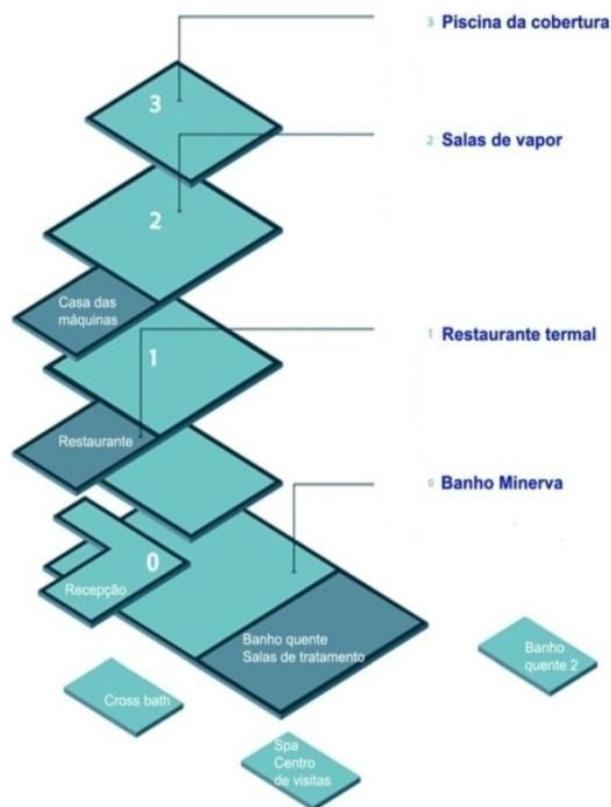 3 Piscina da cobertura
3
2 Salas de vapor
2
Casa das
máquinas
1 Restaurante termal
1
Restaurante
0 Banho Minerva
0
Recepção
Banho quente
Salas de tratamento
Banho
quente 2
Cross bath
Spa
Centro
de visitas